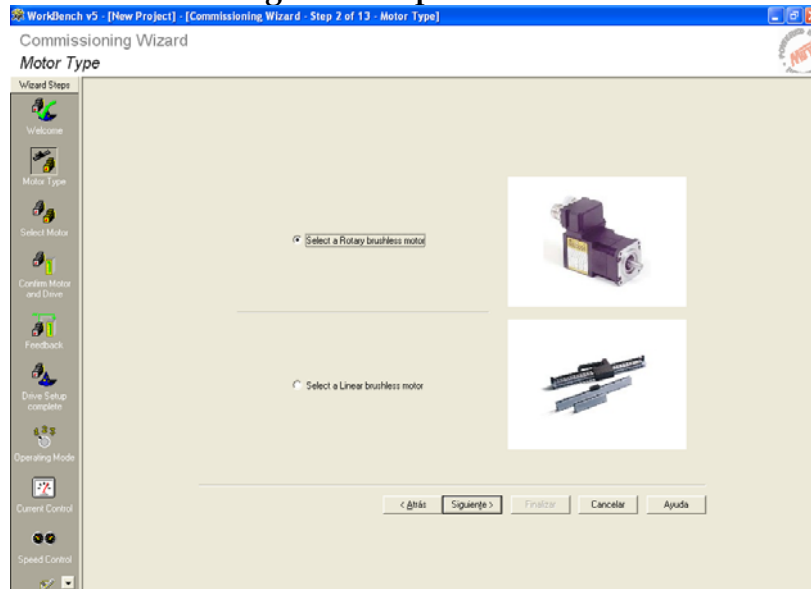 WorkBench v5 - [New Project] - [Commissioning Wizard - Step 2 of 13 - Motor Type]
Commissioning Wizard
Motor Type
Wizard Steps
Welcome
Motor Type
Select Motor
Confirm Motor
and Drive
Feedback
Drive Setup
complete
Operating Mode
Current Control
Speed Control
Select a Rotary brushless motor
Select a Linear brushless motor
< Atrás
Siguiente >
Finalizar
Cancelar
Ayuda